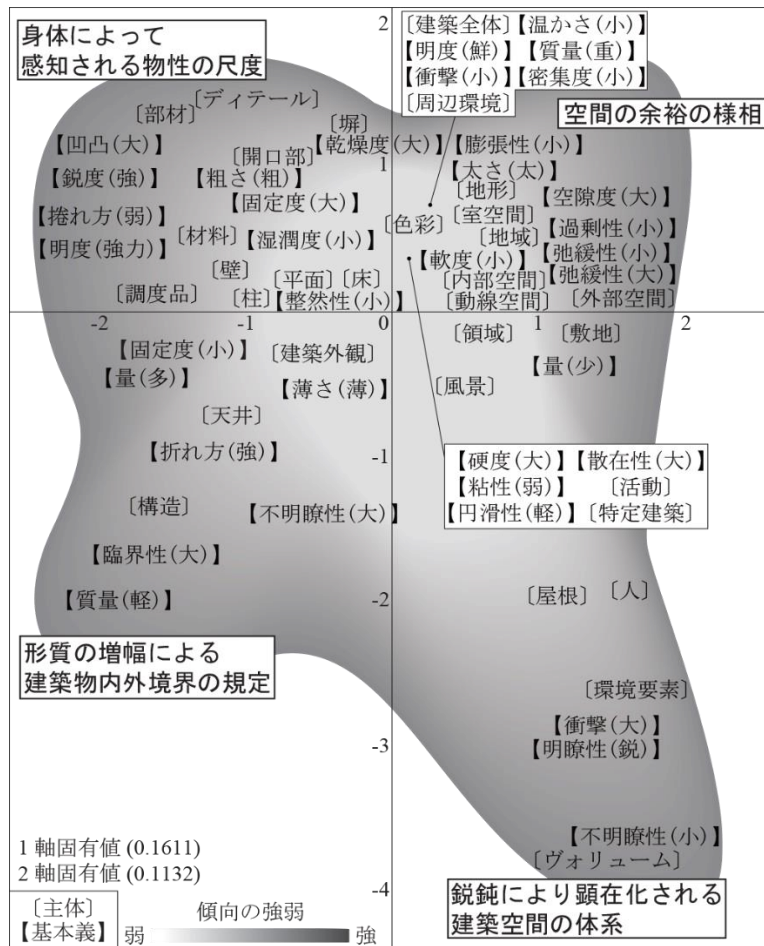 身体によって
感知される物性の尺度
2
〔建築全体〕【温かさ(小)】
【明度(鮮)】【質量(重)】
【衝撃(小)】【密集度(小)】
〔周辺環境〕
空間の余裕の様相
〔ディテール〕
〔部材〕
〔塀〕
【凹凸(大)】
【乾燥度(大)】
【膨張性(小)】
〔開口部〕
1
【太さ(太)】
【鋭度(強)】
【粗さ(粗)】
〔地形〕
【空隙度(大)】
【固定度(大)】
【捲れ方(弱)】
〔色彩〕
〔室空間〕
【過剰性(小)】
〔材料〕
【湿潤度(小)】
〔地域〕
【明度(強力)】
【軟度(小)】
【弛緩性(小)】
〔壁〕
〔平面〕
〔床〕
〔内部空間〕
【弛緩性(大)】
〔調度品〕
〔柱〕
【整然性(小)】
〔動線空間〕
〔外部空間〕
-2
-1
0
1
2
〔領域〕
〔敷地〕
【固定度(小)】
〔建築外観〕
【量(多)】
【薄さ(薄)】
〔風景〕
【量(少)】
〔天井〕
【折れ方(強)】
-1
【硬度(大)】【散在性(大)】
【粘性(弱)】〔活動〕
【円滑性(軽)】〔特定建築〕
〔構造〕
【不明瞭性(大)】
【臨界性(大)】
【質量(軽)】
-2
〔屋根〕
〔人〕
形質の増幅による
建築物内外境界の規定
〔環境要素〕
【衝撃(大)】
-3
【明瞭性(鋭)】
【不明瞭性(小)】
〔ヴォリューム〕
1 軸固有値 (0.1611)
2 軸固有値 (0.1132)
-4
鋭鈍により顕在化される
建築空間の体系
〔主体〕
【基本義】
傾向の強弱
弱
強